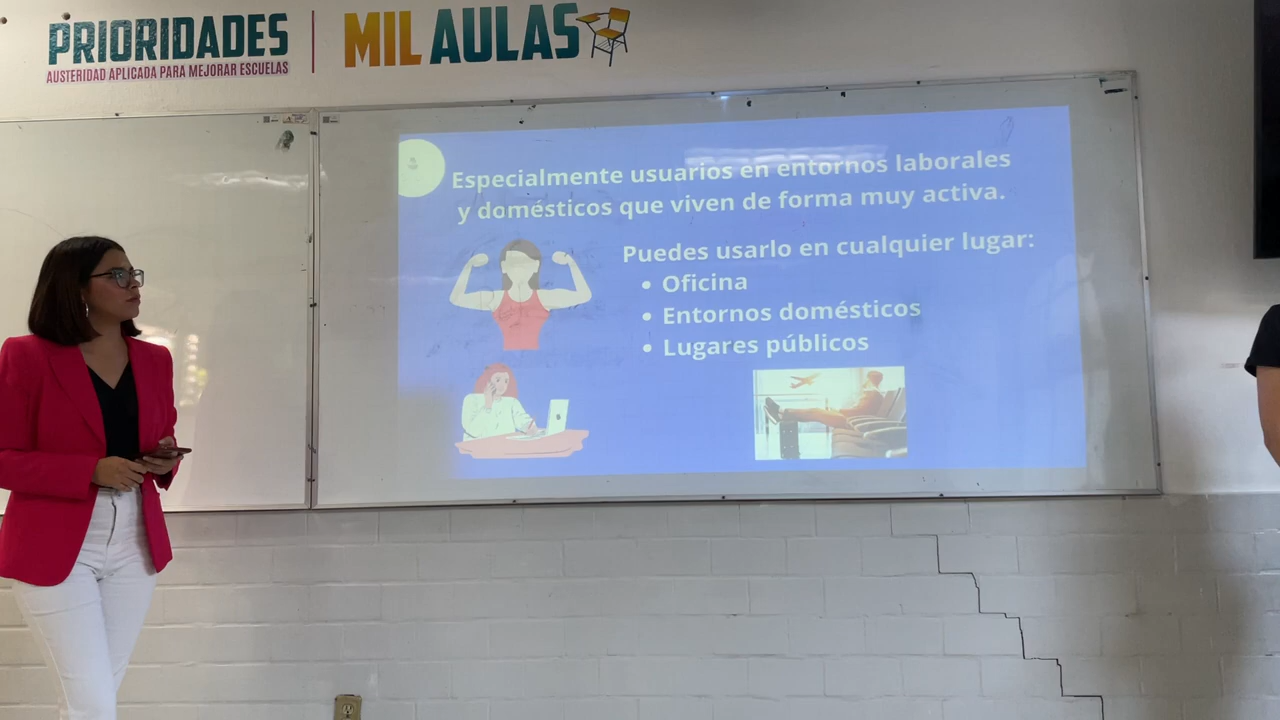 PRIORIDADES
AUSTERIDAD APLICADA PARA MEJORAR ESCUELAS
MIL AULAS
Especialmente usuarios en entornos laborales
y domésticos que viven de forma muy activa.
Puedes usarlo en cualquier lugar:
• Oficina
• Entornos domésticos
• Lugares públicos